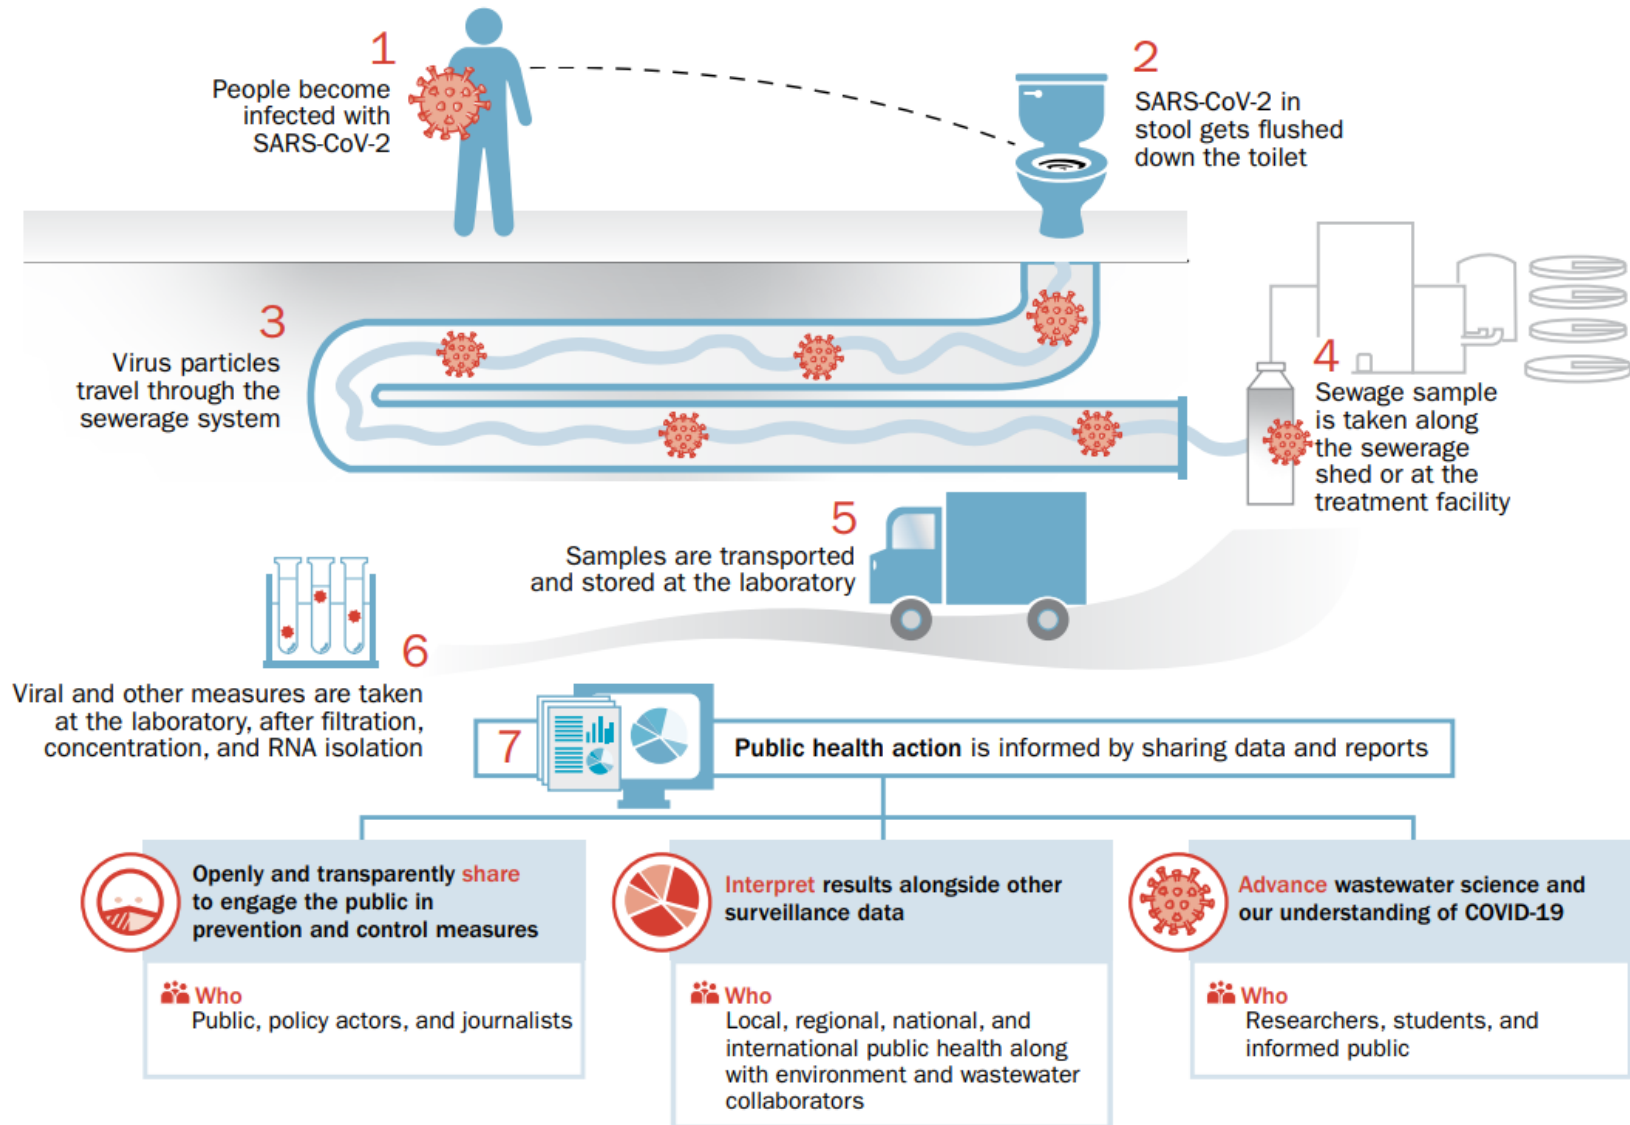 1
People become
infected with
SARS-CoV-2
2
SARS-CoV-2 in
stool gets flushed
down the toilet
3
Virus particles
travel through the
sewerage system
4
Sewage sample
is taken along
the sewerage
shed or at the
treatment facility
5
Samples are transported
and stored at the laboratory
6
Viral and other measures are taken
at the laboratory, after filtration,
concentration, and RNA isolation
7
Public health action is informed by sharing data and reports
Openly and transparently share
to engage the public in
prevention and control measures
Who
Public, policy actors, and journalists
Interpret results alongside other
surveillance data
Who
Local, regional, national, and
international public health along
with environment and wastewater
collaborators
Advance wastewater science and
our understanding of COVID-19
Who
Researchers, students, and
informed public